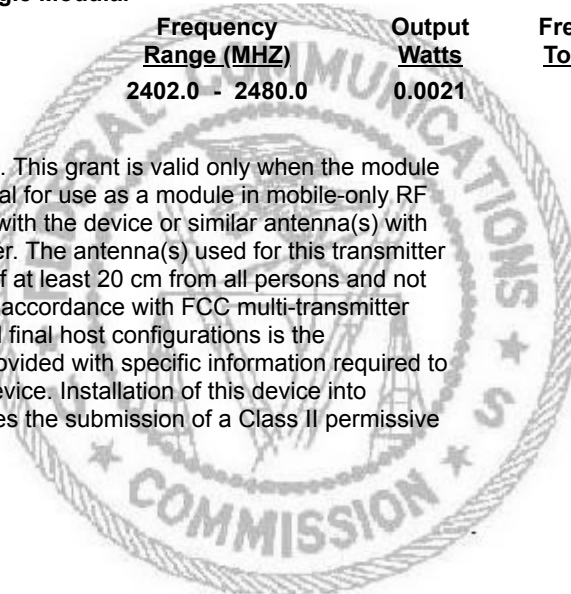 Frequency Output Fre
Range (MHZ) Watts To
2402.0 - 2480.0 0.0021
. This grant is valid only when the module
al for use as a module in mobile-only RF
with the device or similar antenna(s) with
er. The antenna(s) used for this transmitter
f at least 20 cm from all persons and not
accordance with FCC multi-transmitter
l final host configurations is the
ovided with specific information required to
evice. Installation of this device into
es the submission of a Class II permissive
FEDERAL COMMUNICATIONS COMMISSION
U S